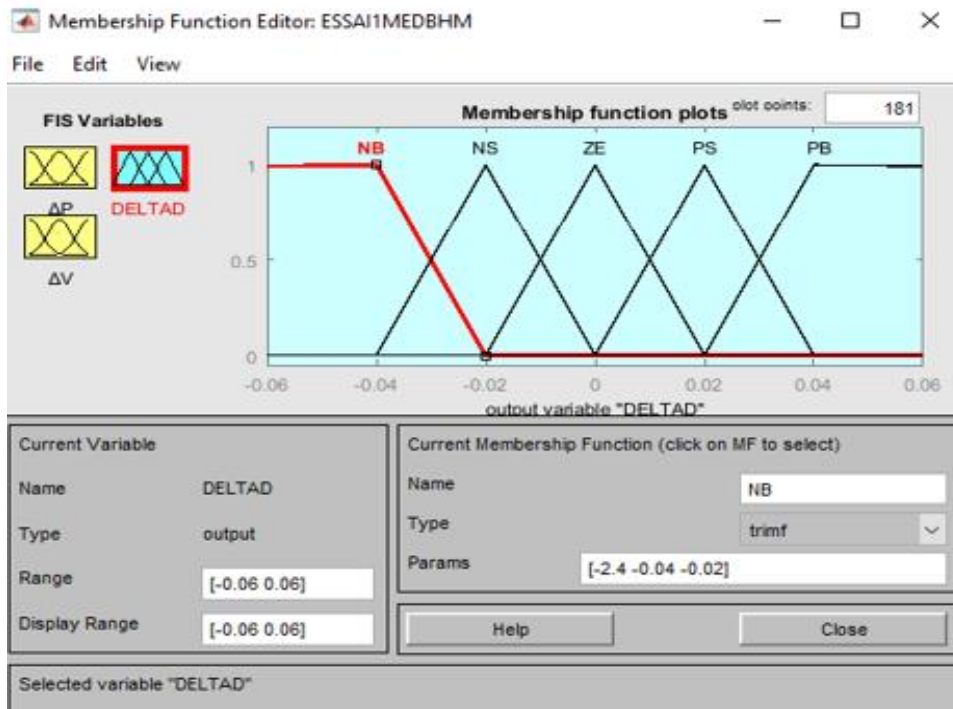 Membership Function Editor: ESSAI1MEDBHM
File Edit View
FIS Variables
ΔP DELTAD
ΔV
Membership function plots plot points: 181
NB NS ZE PS PB
1
0.5
0
-0.06 -0.04 -0.02 0 0.02 0.04 0.06
output variable "DELTAD"
Current Variable
Name DELTAD
Type output
Range [-0.06 0.06]
Display Range [-0.06 0.06]
Current Membership Function (click on MF to select)
Name NB
Type trimf
Params [-2.4 -0.04 -0.02]
Help Close
Selected variable "DELTAD"